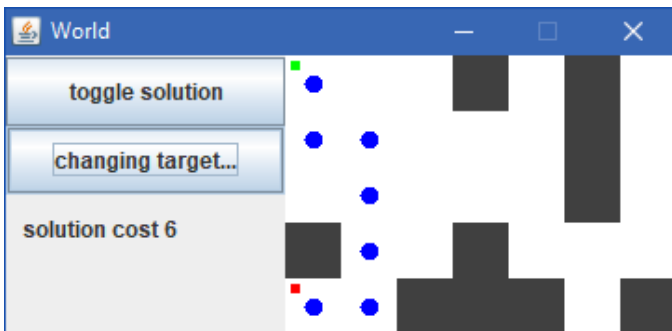 World
toggle solution
changing target...
solution cost 6